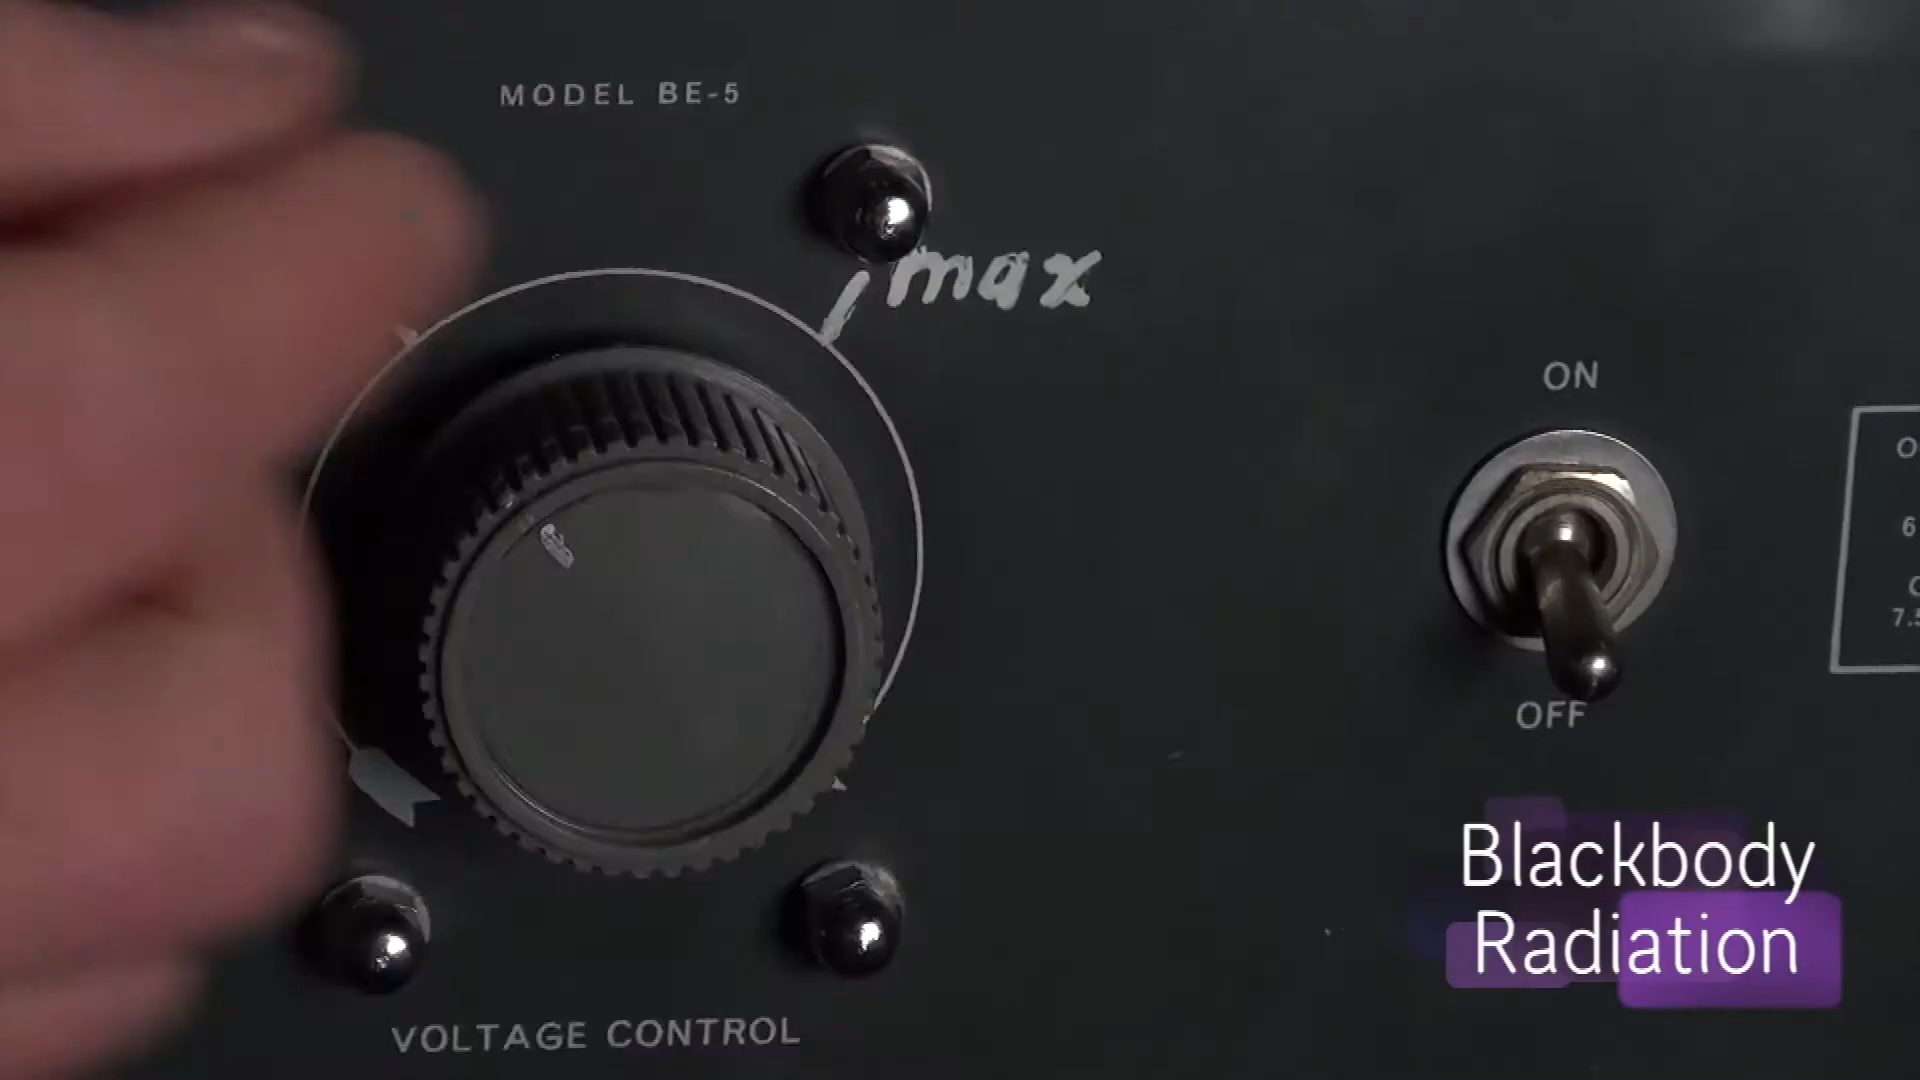 MODEL BE-5
max
ON
OFF
VOLTAGE CONTROL
Blackbody
Radiation